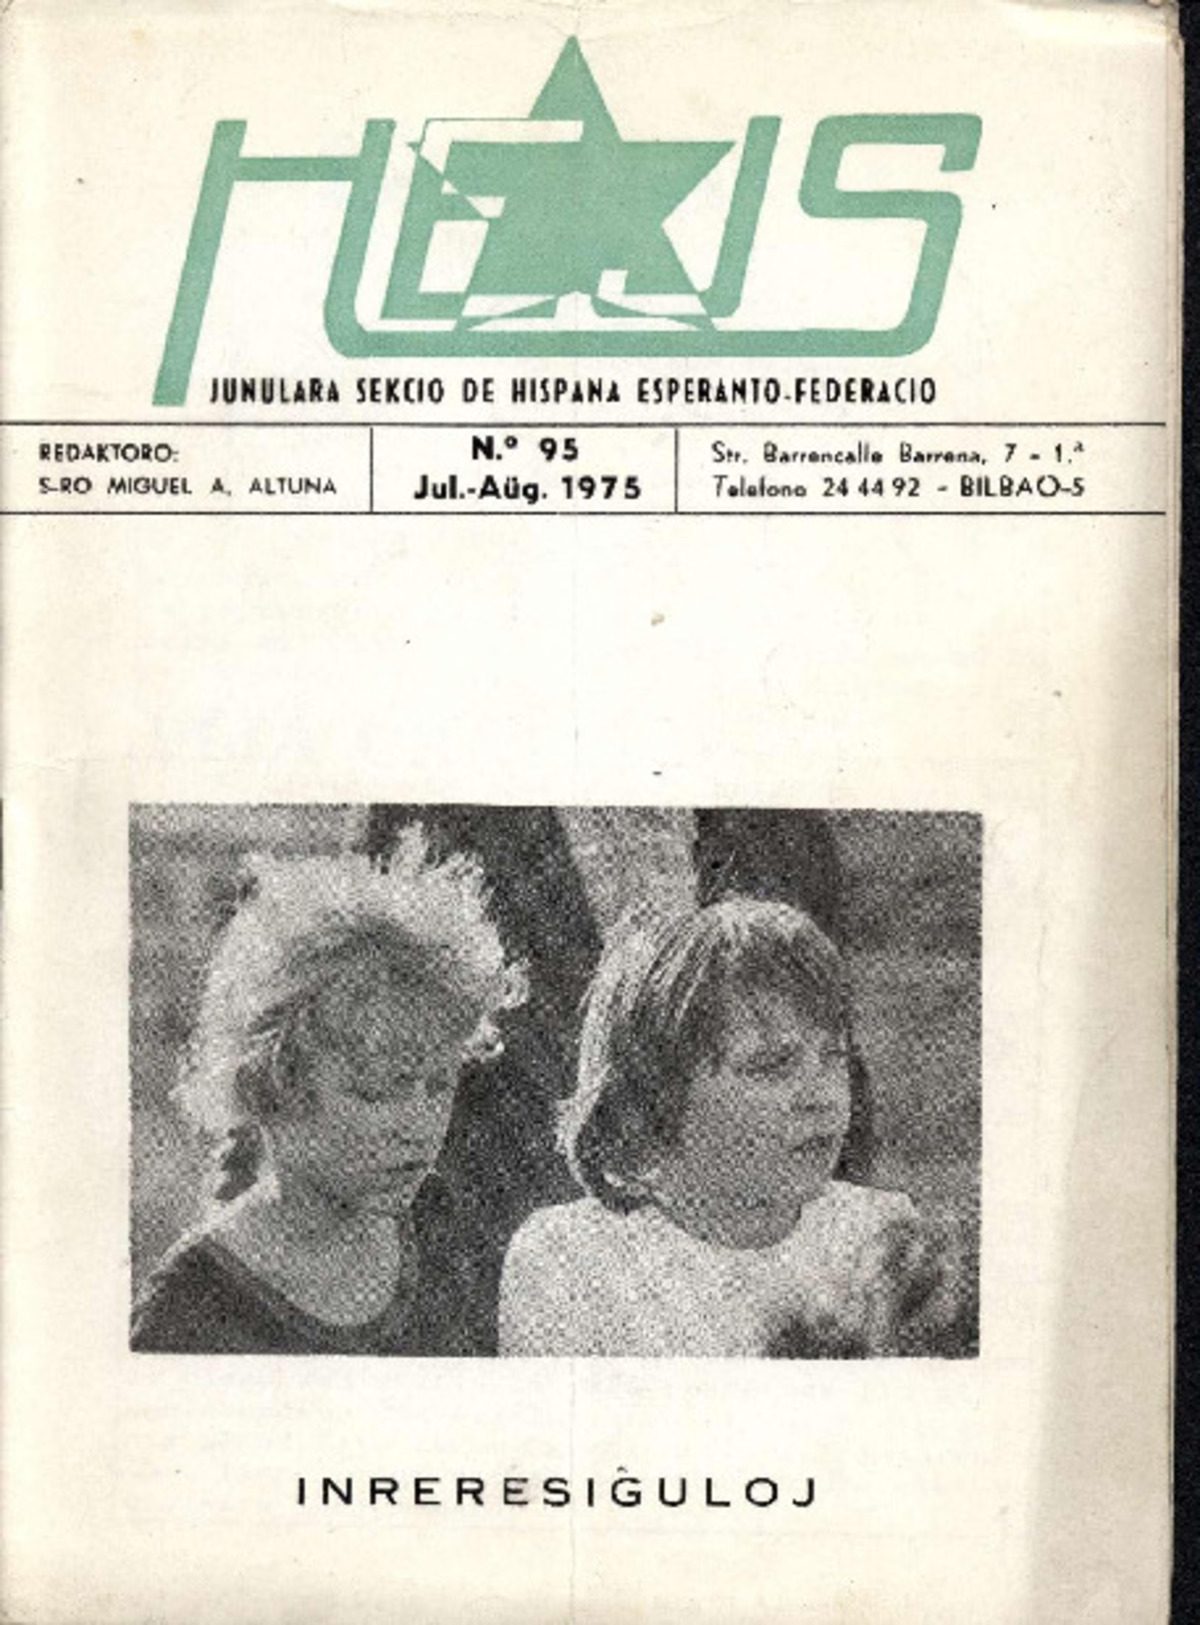 HEJS
JUNULARA SEKCIO DE HISPANA ESPERANTO-FEDERACIO
REDAKTORO:
S-RO MIGUEL A. ALTUNA
N.º 95
Jul.-Aüg. 1975
Str. Barrencalle Barrena, 7 - 1.ª
Telefono 24 44 92 - BILBAO-5
INRERESIĜULOJ